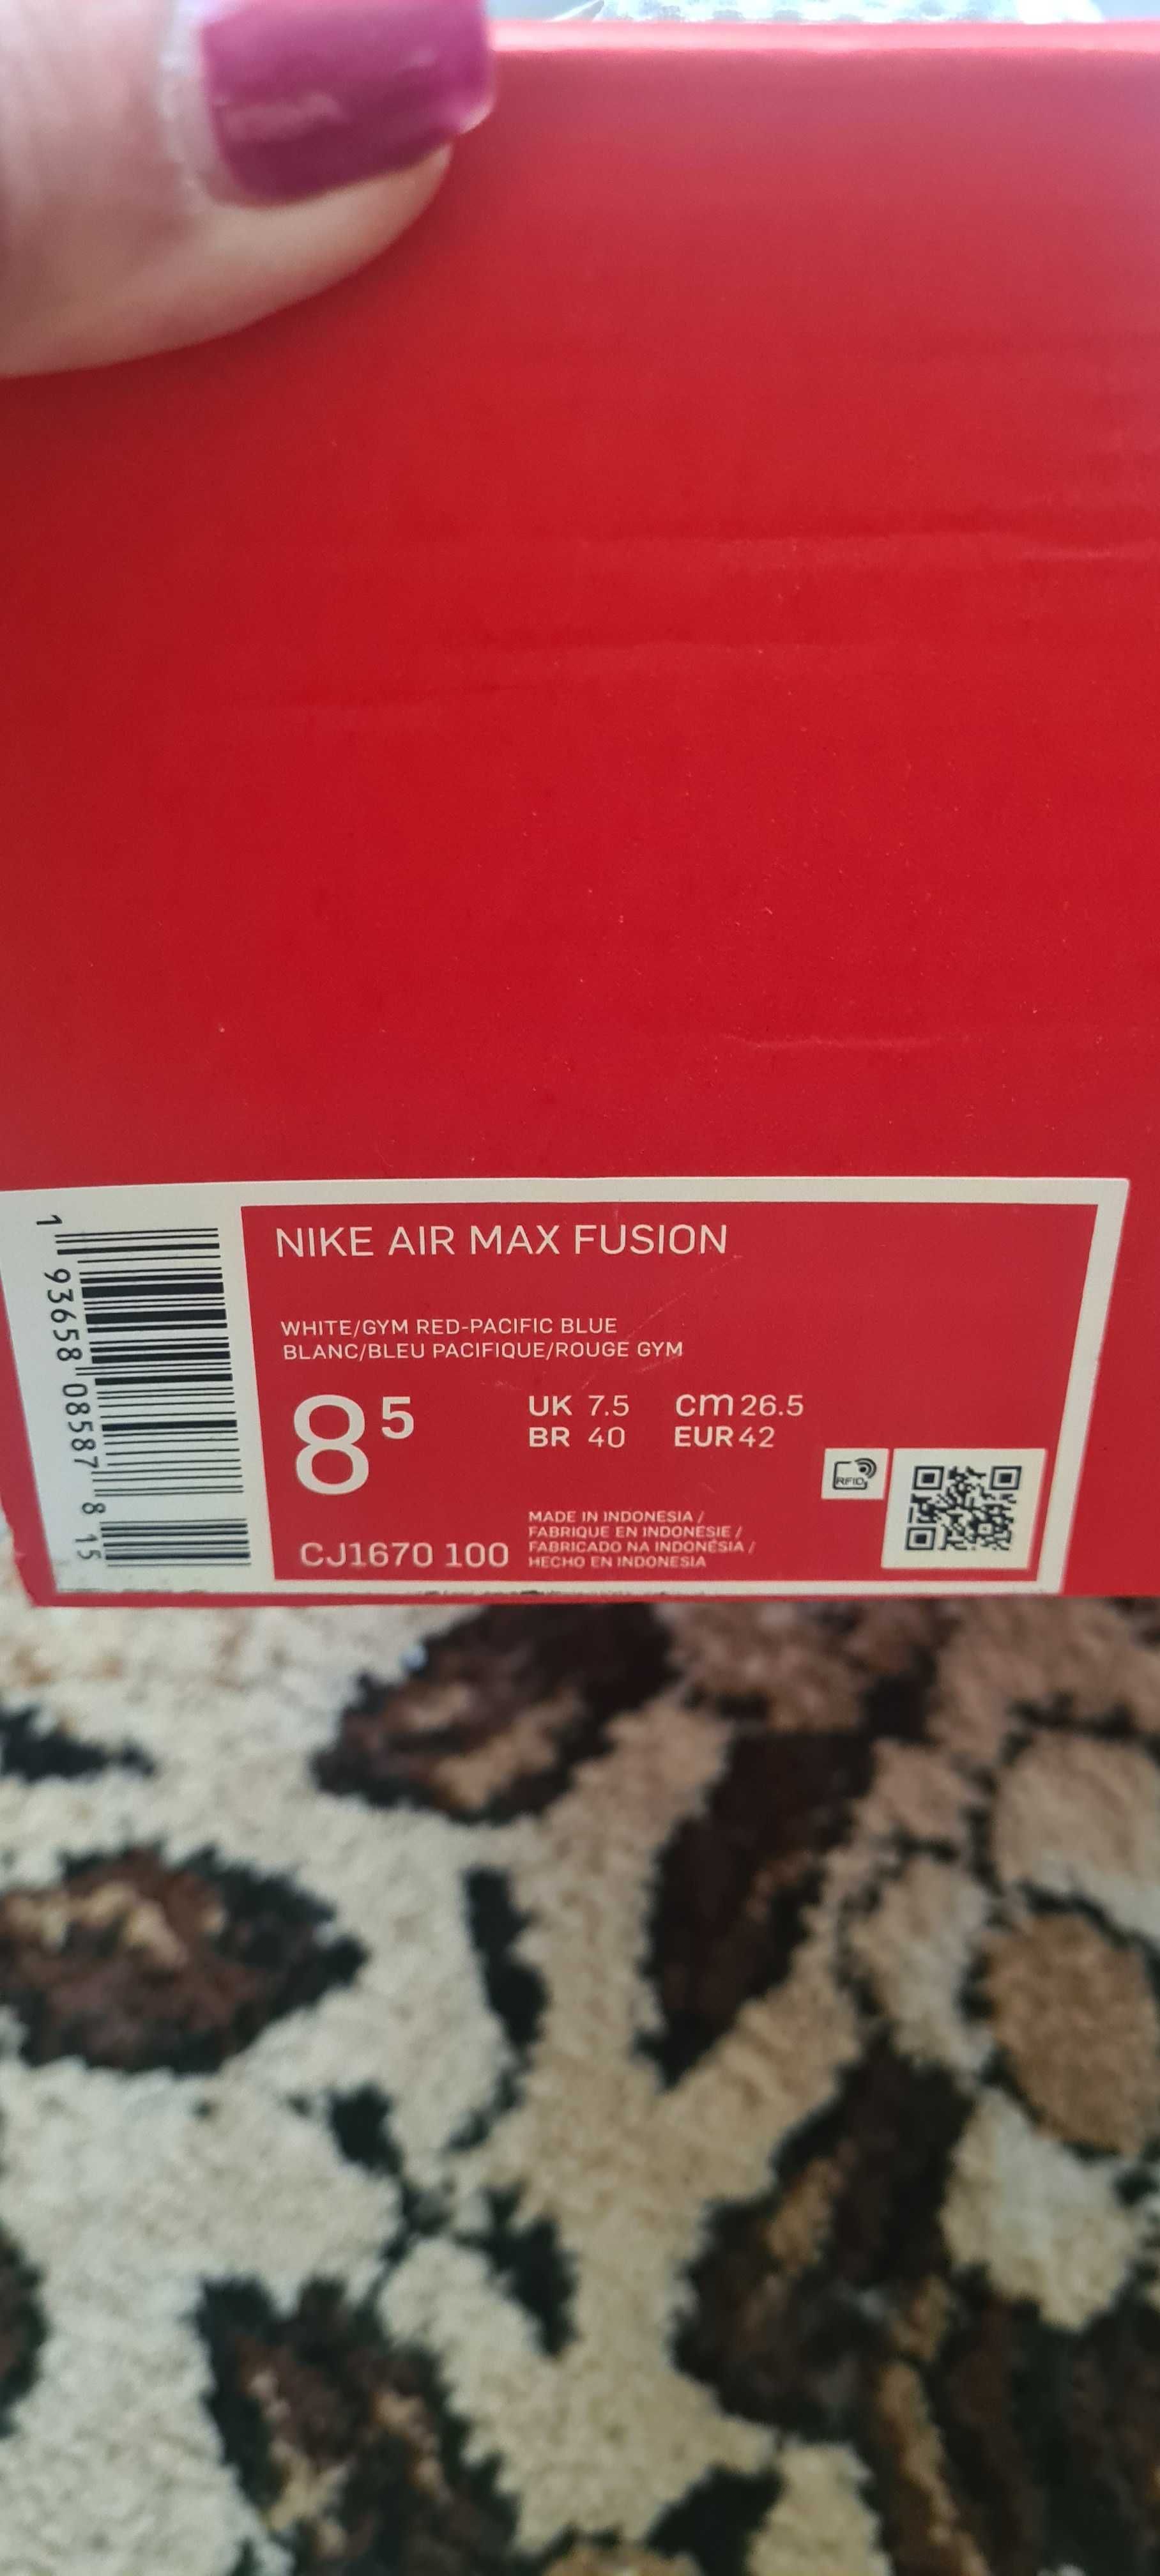 NIKE AIR MAX FUSION
WHITE/GYM RED-PACIFIC BLUE
BLANC/BLEU PACIFIQUE/ROUGE GYM
8 5
UK 7.5 cm 26.5
BR 40 EUR 42
RFID
CJ1670 100
MADE IN INDONESIA /
FABRIQUE EN INDONESIE /
FABRICADO NA INDONÉSIA /
HECHO EN INDONESIA
1 93658 08587 8 15